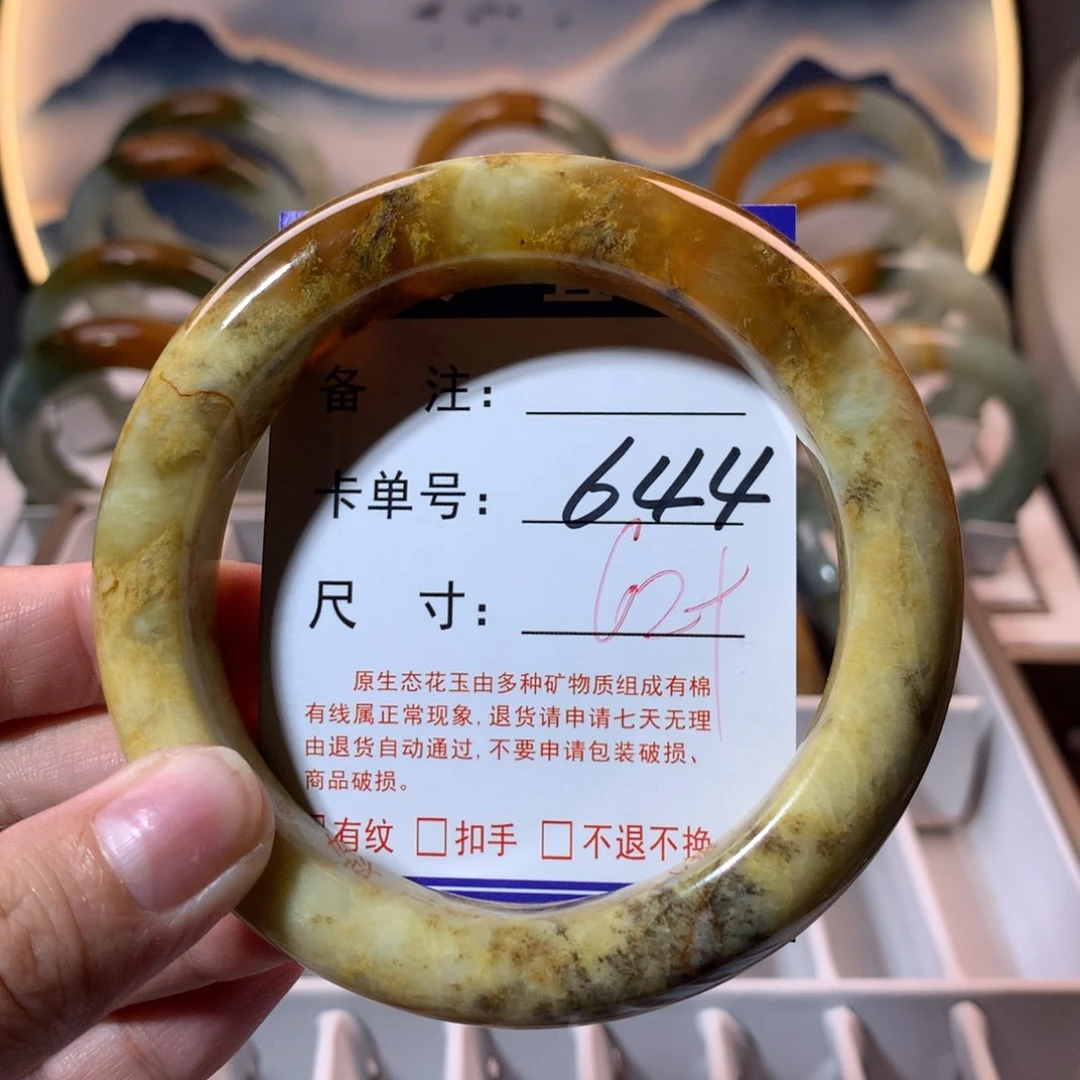 备 注：
卡单号： 644
尺 寸： 62+
原生态花玉由多种矿物质组成有棉
有线属正常现象，退货请申请七天无理
由退货自动通过，不要申请包装破损、
商品破损。
□有纹 □扣手 □不退不换